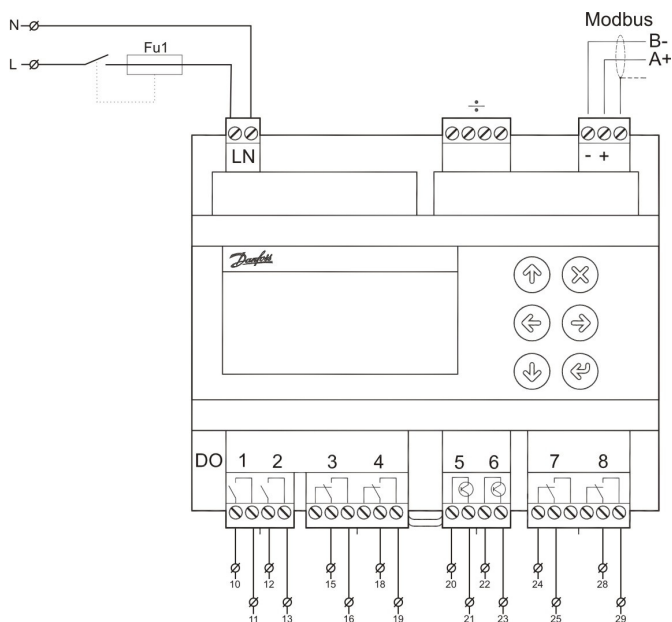 Modbus
N
B-
Fu1
A+
L
÷
LN
- +
Danfoss
DO 1 2 3 4 5 6 7 8
10 12 15 18 20 22 24 28
11 13 16 19 21 23 25 29